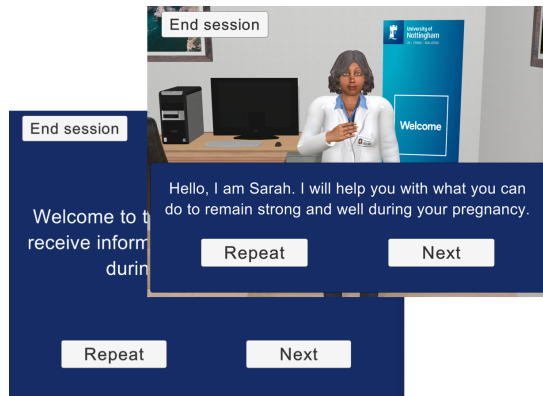 End session
University of
Nottingham
UK | CHINA | MALAYSIA
Welcome
Hello, I am Sarah. I will help you with what you can
do to remain strong and well during your pregnancy.
Repeat
Next
End session
Welcome to
receive inform
durin
Repeat
Next